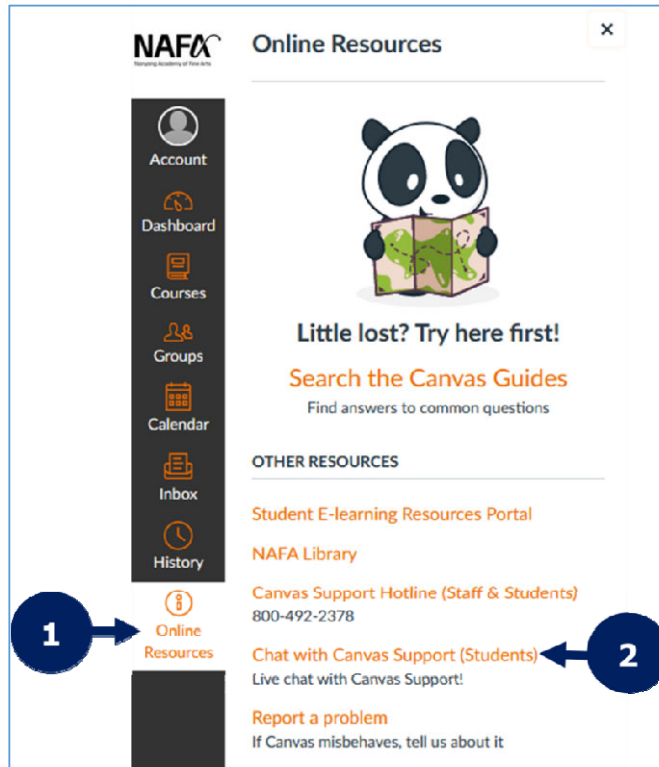 NAFA
Nanyang Academy of Fine Arts
Online Resources
×
Account
Dashboard
Courses
Groups
Calendar
Inbox
History
1
Online
Resources
Little lost? Try here first!
Search the Canvas Guides
Find answers to common questions
OTHER RESOURCES
Student E-learning Resources Portal
NAFA Library
Canvas Support Hotline (Staff & Students)
800-492-2378
Chat with Canvas Support (Students)
2
Live chat with Canvas Support!
Report a problem
If Canvas misbehaves, tell us about it